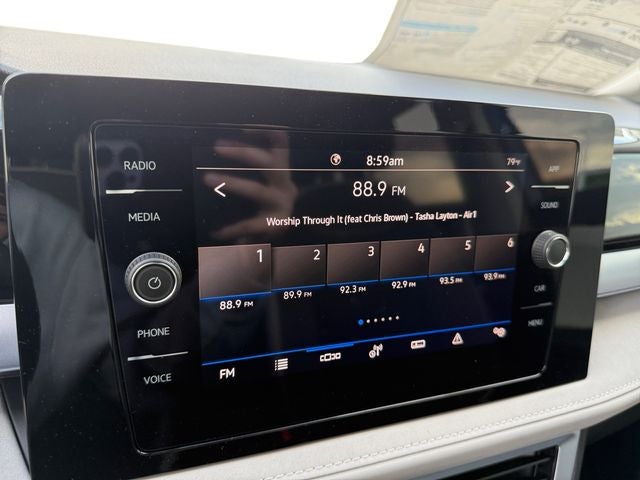 RADIO
MEDIA
PHONE
VOICE
8:59am
79°F
88.9 FM
Worship Through It (feat Chris Brown) - Tasha Layton - Air1
1 2 3 4 5 6
88.9 FM 89.9 FM 92.3 FM 92.9 FM 93.5 FM 93.9 FM
FM
APP
SOUND
CAR
MENU